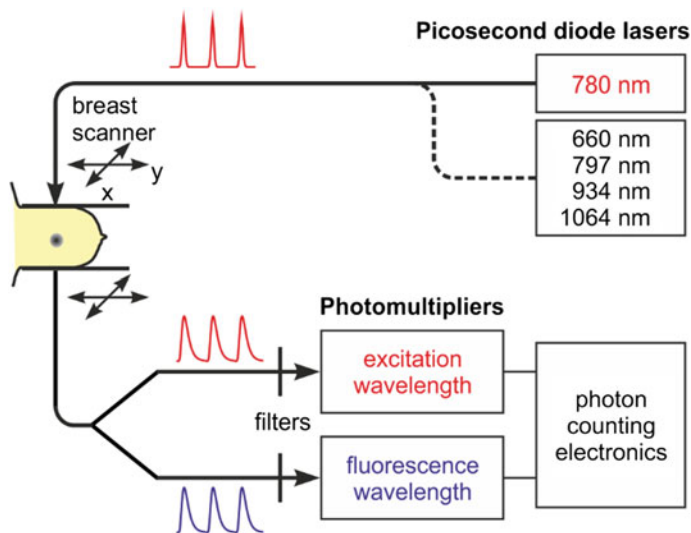 Picosecond diode lasers
780 nm
660 nm
797 nm
934 nm
1064 nm
breast
scanner
y
x
Photomultipliers
excitation
wavelength
filters
fluorescence
wavelength
photon
counting
electronics